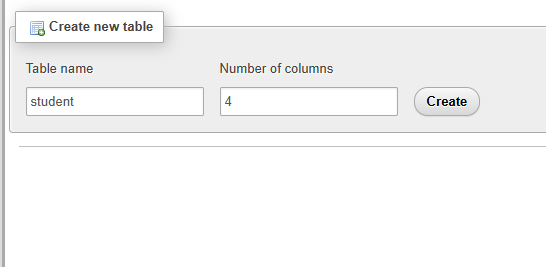 Create new table
Table name Number of columns
student 4 Create